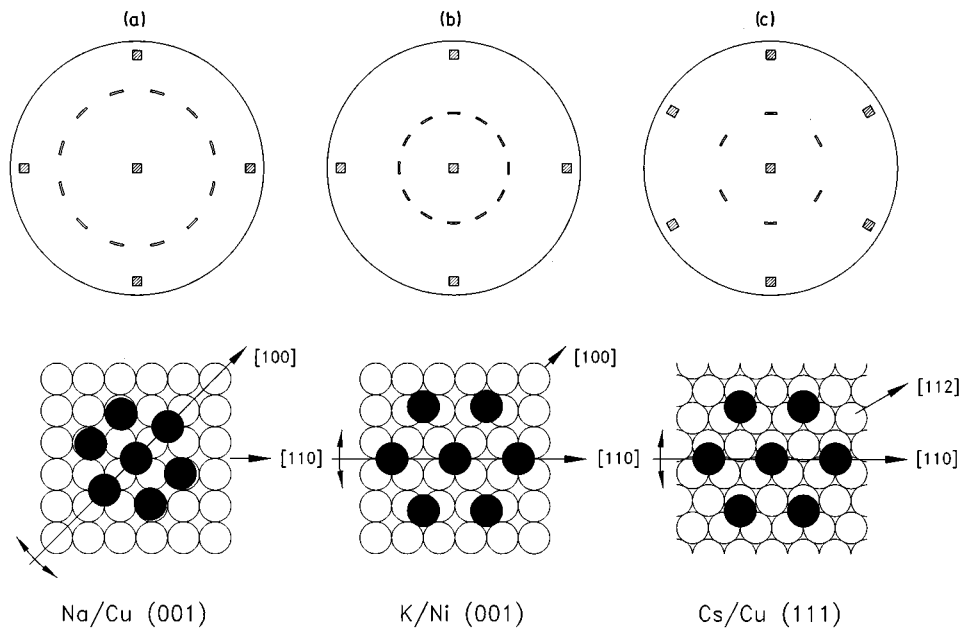 (a)
(b)
(c)
[100]
[110]
[100]
[110]
[112]
[110]
Na/Cu (001)
K/Ni (001)
Cs/Cu (111)